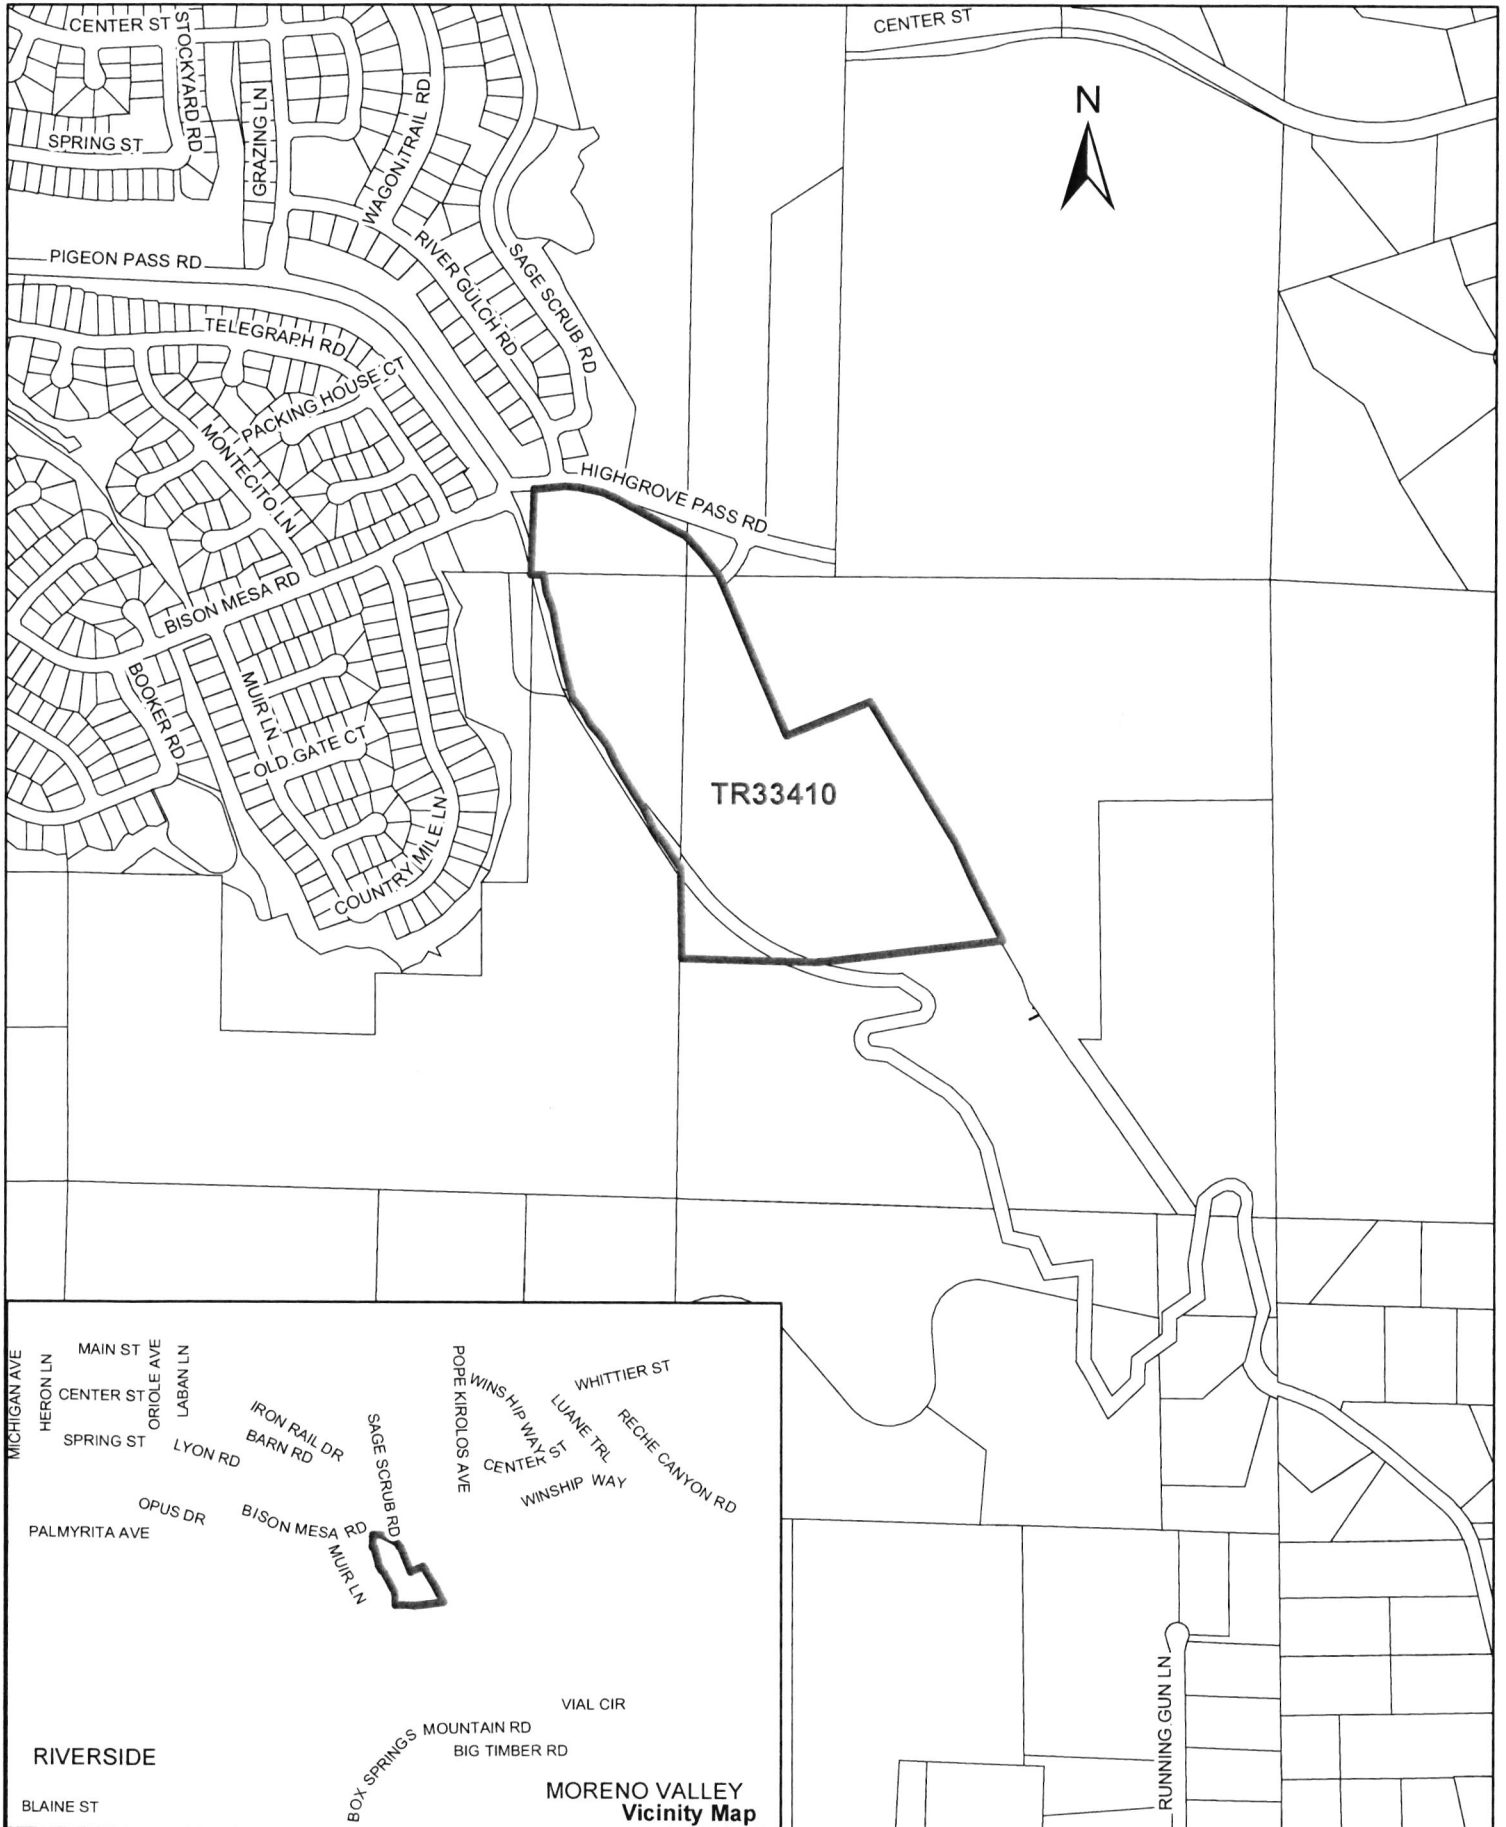 CENTER ST
STOCKYARD RD
CENTER ST
GRAZING LN
WAGON TRAIL RD
N
SPRING ST
PIGEON PASS RD
RIVER GULCH RD
SAGE SCRUB RD
TELEGRAPH RD
PACKING HOUSE CT
MONTECITO LN
HIGHGROVE PASS RD
BISON MESA RD
BOOKER RD
MUIR LN
OLD GATE CT
TR33410
COUNTRY MILE LN
RUNNING GUN LN
MICHIGAN AVE
HERON LN
MAIN ST
ORIOLE AVE
LABAN LN
CENTER ST
SPRING ST
LYON RD
IRON RAIL DR
BARN RD
SAGE SCRUB RD
POPE KIROLOS AVE
WINSHIP WAY
LUANE TRL
WHITTIER ST
RECHE CANYON RD
CENTER ST
WINSHIP WAY
OPUS DR
BISON MESA RD
PALMYRITA AVE
MUIR LN
VIAL CIR
BOX SPRINGS MOUNTAIN RD
BIG TIMBER RD
RIVERSIDE
MORENO VALLEY
BLAINE ST
Vicinity Map